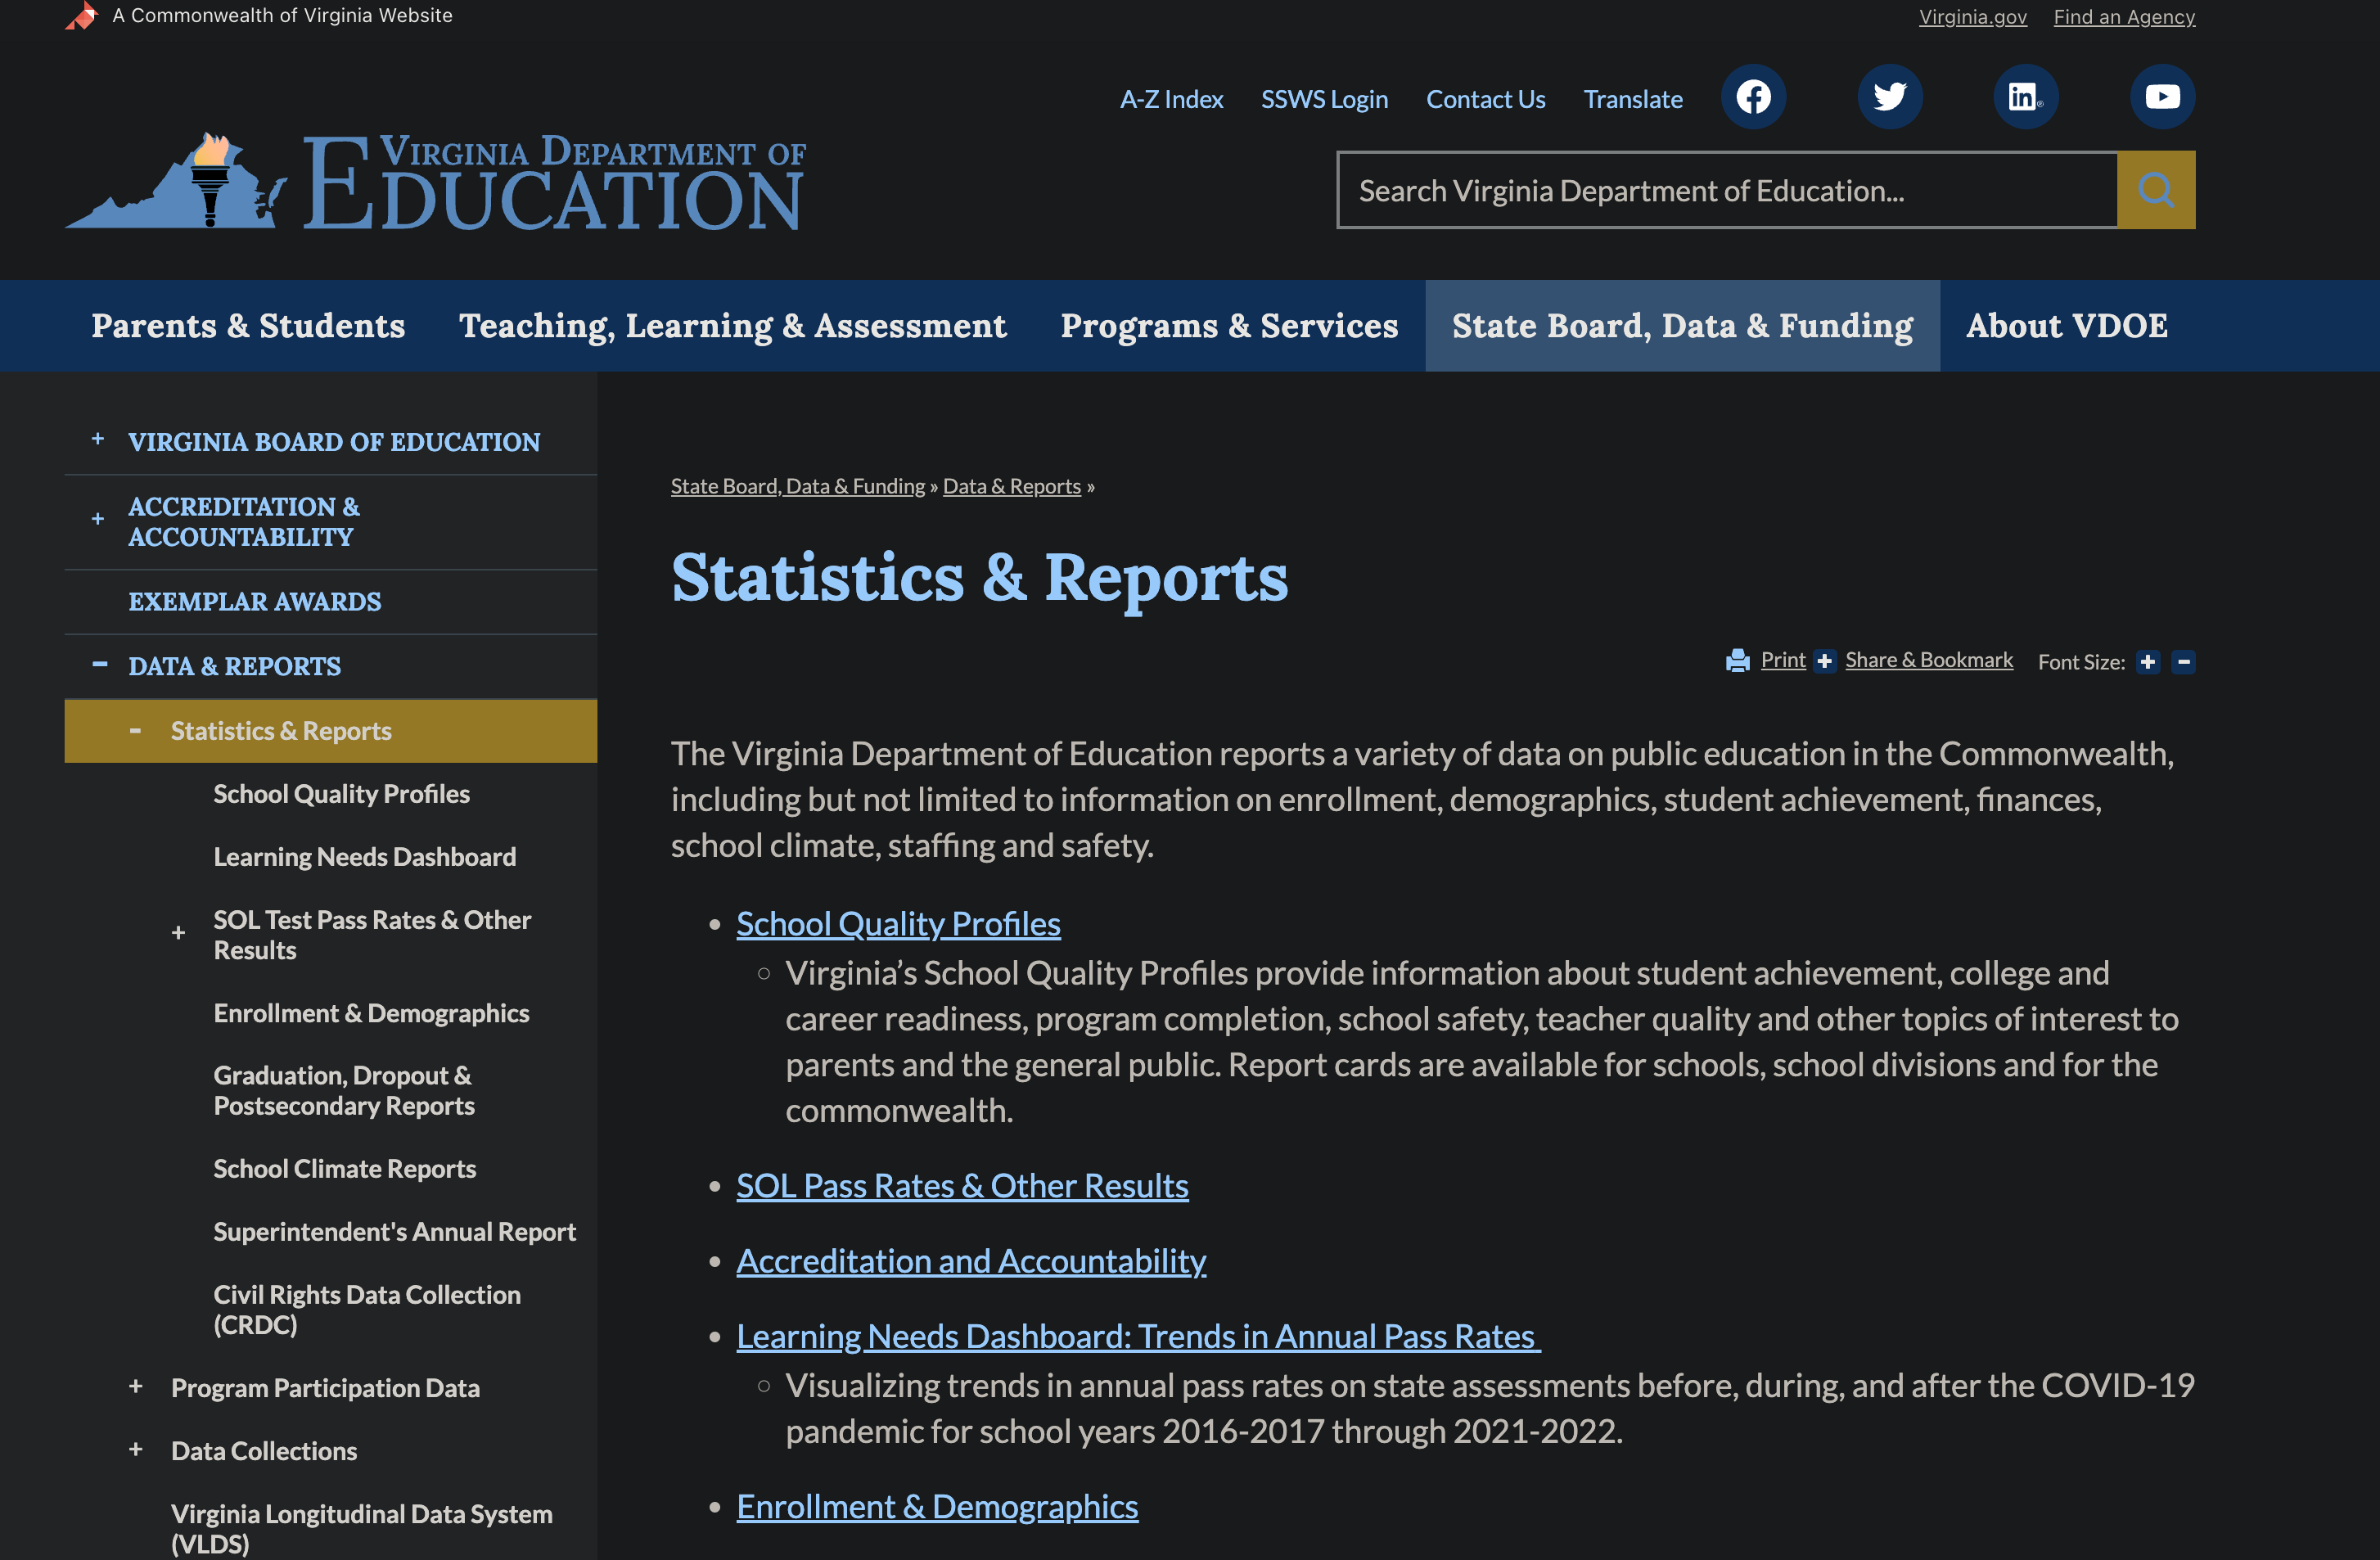 A Commonwealth of Virginia Website
Virginia.gov Find an Agency
A-Z Index SSWS Login Contact Us Translate
VIRGINIA DEPARTMENT OF
EDUCATION
Search Virginia Department of Education...
Parents & Students Teaching, Learning & Assessment Programs & Services State Board, Data & Funding About VDOE
+ VIRGINIA BOARD OF EDUCATION
+ ACCREDITATION &
ACCOUNTABILITY
EXEMPLAR AWARDS
- DATA & REPORTS
- Statistics & Reports
School Quality Profiles
Learning Needs Dashboard
+ SOL Test Pass Rates & Other
Results
Enrollment & Demographics
Graduation, Dropout &
Postsecondary Reports
School Climate Reports
Superintendent's Annual Report
Civil Rights Data Collection
(CRDC)
+ Program Participation Data
+ Data Collections
Virginia Longitudinal Data System
(VLDS)
State Board, Data & Funding » Data & Reports »
Statistics & Reports
Print + Share & Bookmark Font Size: + -
The Virginia Department of Education reports a variety of data on public education in the Commonwealth,
including but not limited to information on enrollment, demographics, student achievement, finances,
school climate, staffing and safety.
• School Quality Profiles
○ Virginia’s School Quality Profiles provide information about student achievement, college and
career readiness, program completion, school safety, teacher quality and other topics of interest to
parents and the general public. Report cards are available for schools, school divisions and for the
commonwealth.
• SOL Pass Rates & Other Results
• Accreditation and Accountability
• Learning Needs Dashboard: Trends in Annual Pass Rates
○ Visualizing trends in annual pass rates on state assessments before, during, and after the COVID-19
pandemic for school years 2016-2017 through 2021-2022.
• Enrollment & Demographics